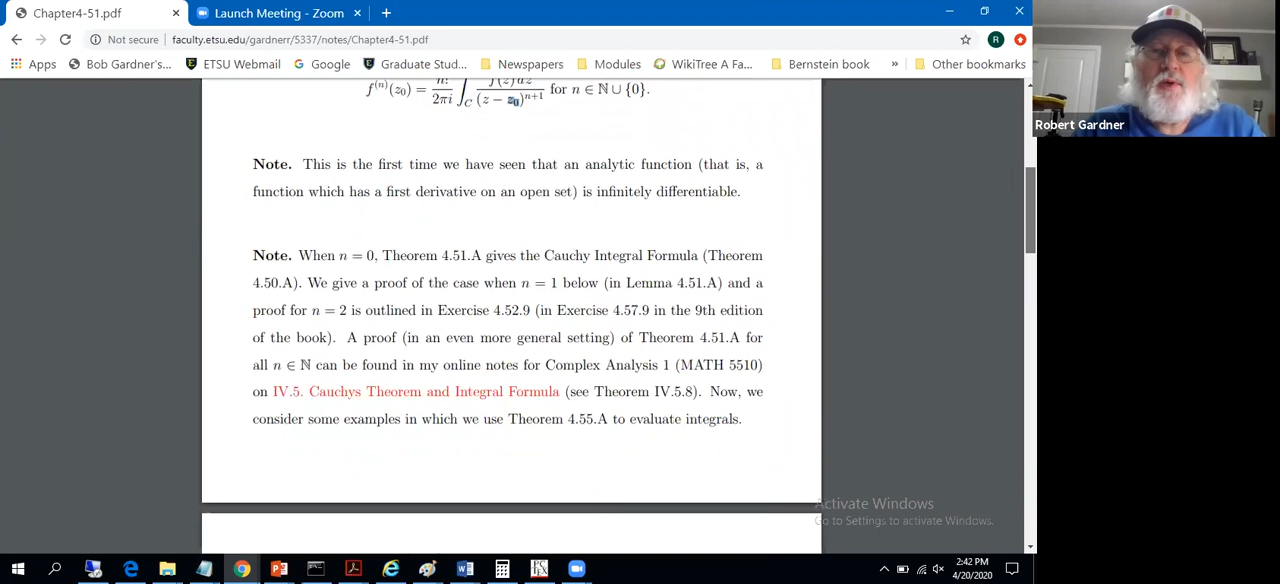 Chapter4-51.pdf
Launch Meeting - Zoom
Not secure
faculty.etsu.edu/gardnerr/5337/notes/Chapter4-51.pdf
R
Apps
Bob Gardner's...
ETSU Webmail
Google
Graduate Stud...
Newspapers
Modules
WikiTree A Fa...
Bernstein book
»
Other bookmarks
Robert Gardner
f^(n)(z₀) = n!/2πi ∫_C f(z) dz/(z − z₀)^(n+1) for n ∈ ℕ ∪ {0}.
Note. This is the first time we have seen that an analytic function (that is, a
function which has a first derivative on an open set) is infinitely differentiable.
Note. When n = 0, Theorem 4.51.A gives the Cauchy Integral Formula (Theorem
4.50.A). We give a proof of the case when n = 1 below (in Lemma 4.51.A) and a
proof for n = 2 is outlined in Exercise 4.52.9 (in Exercise 4.57.9 in the 9th edition
of the book). A proof (in an even more general setting) of Theorem 4.51.A for
all n ∈ ℕ can be found in my online notes for Complex Analysis 1 (MATH 5510)
on IV.5. Cauchys Theorem and Integral Formula (see Theorem IV.5.8). Now, we
consider some examples in which we use Theorem 4.55.A to evaluate integrals.
Activate Windows
Go to Settings to activate Windows.
2:42 PM
4/20/2020